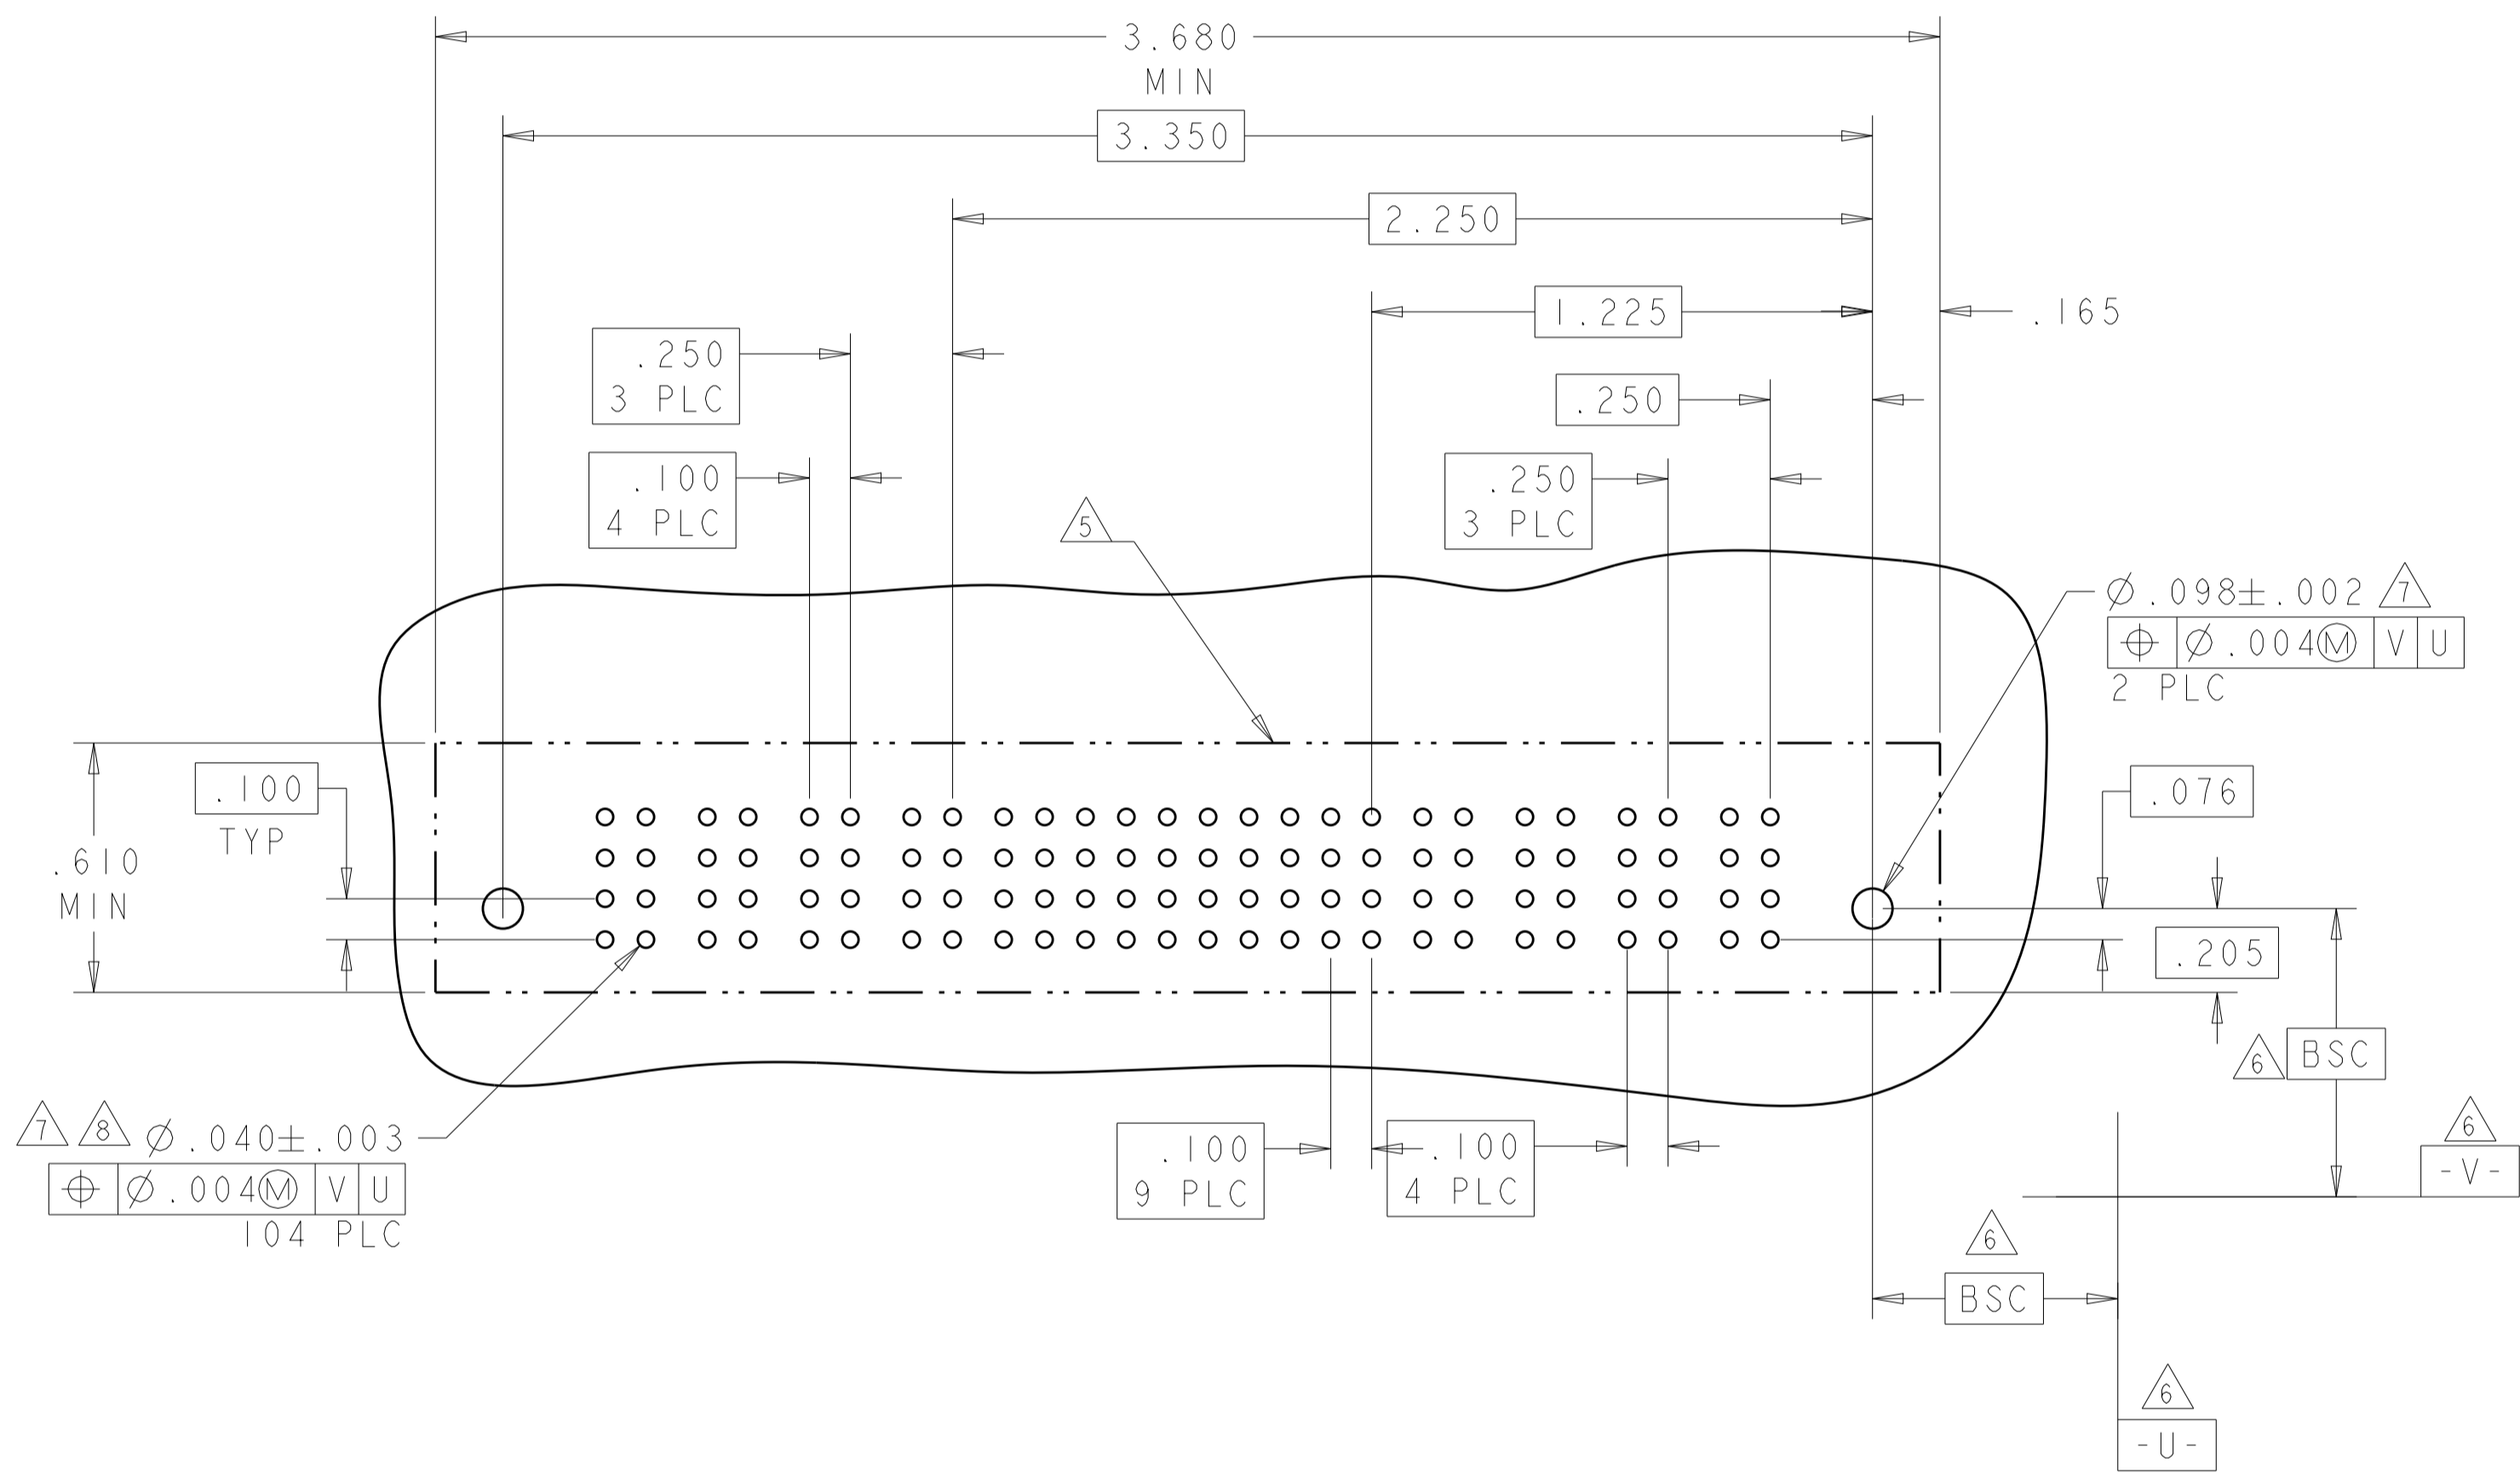 3.680
MIN
3.350
2.250
1.225
.165
.250
3 PLC
.250
.100
4 PLC
.250
3 PLC
5
⌀.098±.002 7
⌖ ⌀.004Ⓜ V U
2 PLC
.100
TYP
.610
MIN
.076
.205
6 BSC
7 8 ⌀.040±.003
⌖ ⌀.004Ⓜ V U
104 PLC
.100
9 PLC
.100
4 PLC
6
-V-
6
BSC
6
-U-